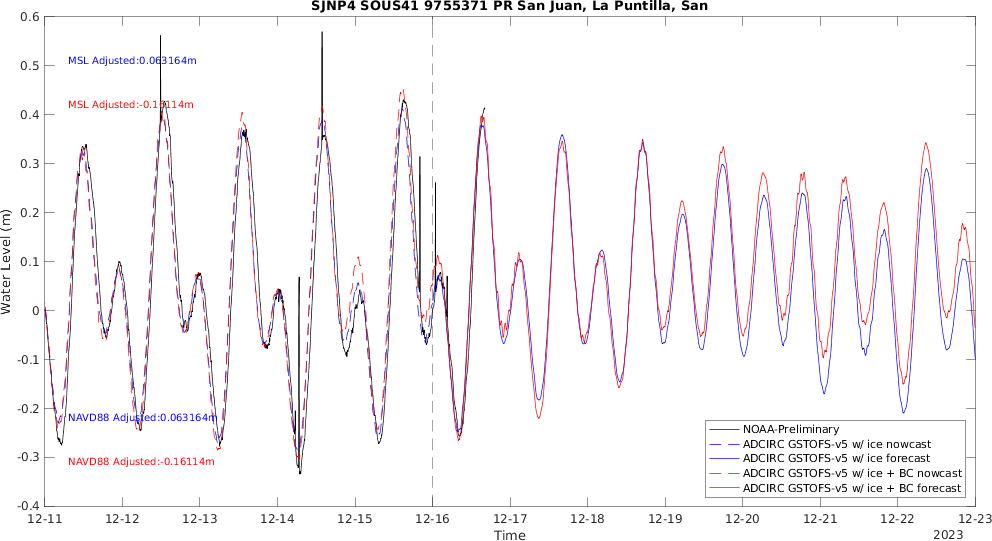 SJNP4 SOUS41 9755371 PR San Juan, La Puntilla, San
0.6
0.5
0.4
0.3
0.2
0.1
0
-0.1
-0.2
-0.3
-0.4
Water Level (m)
MSL Adjusted:0.063164m
MSL Adjusted:-0.16114m
NAVD88 Adjusted:0.063164m
NAVD88 Adjusted:-0.16114m
NOAA-Preliminary
ADCIRC GSTOFS-v5 w/ ice nowcast
ADCIRC GSTOFS-v5 w/ ice forecast
ADCIRC GSTOFS-v5 w/ ice + BC nowcast
ADCIRC GSTOFS-v5 w/ ice + BC forecast
12-11 12-12 12-13 12-14 12-15 12-16 12-17 12-18 12-19 12-20 12-21 12-22 12-23
Time
2023